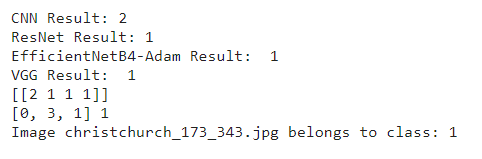 CNN Result: 2
ResNet Result: 1
EfficientNetB4-Adam Result:  1
VGG Result:  1
[[2 1 1 1]]
[0, 3, 1] 1
Image christchurch_173_343.jpg belongs to class: 1